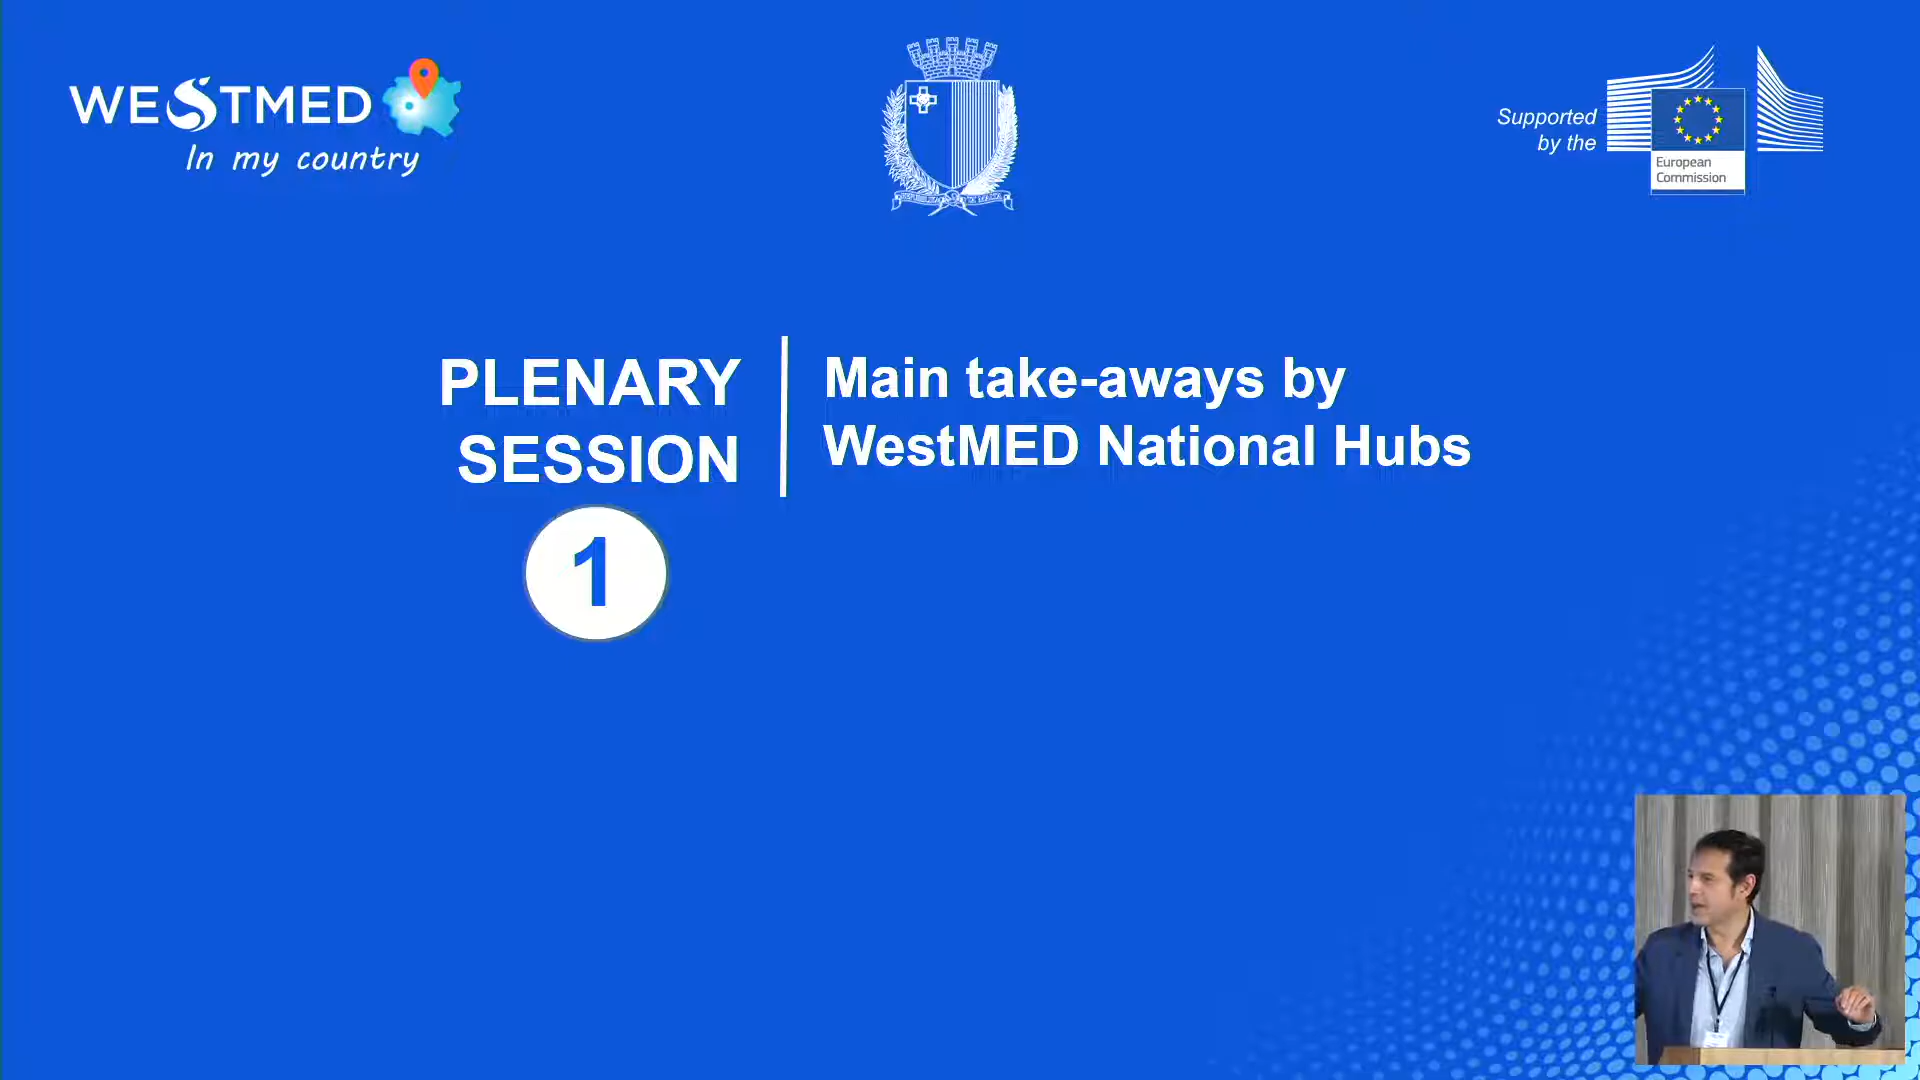 WESTMED
In my country
Supported
by the
European
Commission
PLENARY
SESSION
1
Main take-aways by
WestMED National Hubs